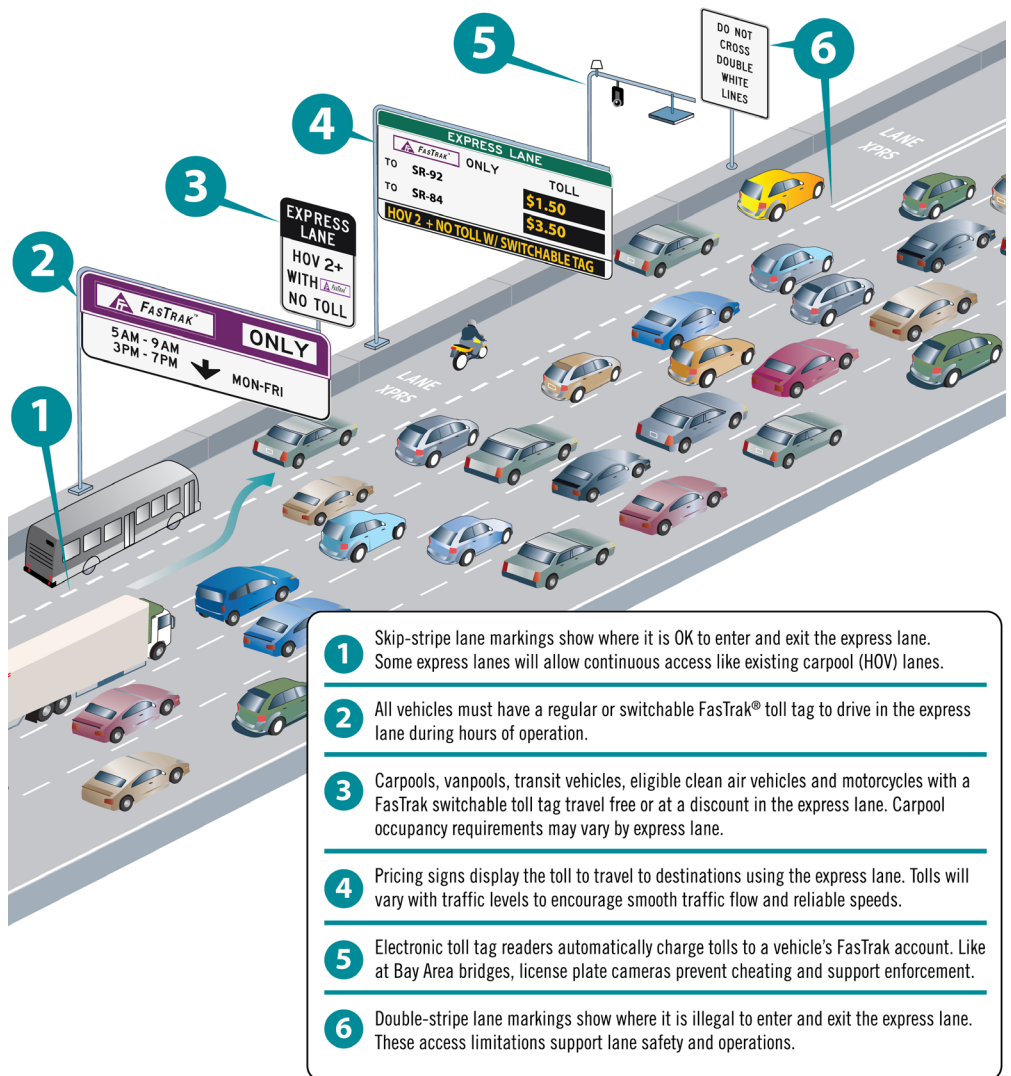 5
DO NOT
CROSS
DOUBLE
WHITE
LINES
6
4
EXPRESS LANE
FASTRAK™ ONLY
TO SR-92
TO SR-84
TOLL
$1.50
$3.50
HOV 2 + NO TOLL W/ SWITCHABLE TAG
LANE
XPRS
3
EXPRESS
LANE
HOV 2+
WITH FasTrak
NO TOLL
2
FASTRAK™
ONLY
5AM - 9AM
3PM - 7PM
MON-FRI
LANE
XPRS
1
1 Skip-stripe lane markings show where it is OK to enter and exit the express lane.
Some express lanes will allow continuous access like existing carpool (HOV) lanes.
2 All vehicles must have a regular or switchable FasTrak® toll tag to drive in the express
lane during hours of operation.
3 Carpools, vanpools, transit vehicles, eligible clean air vehicles and motorcycles with a
FasTrak switchable toll tag travel free or at a discount in the express lane. Carpool
occupancy requirements may vary by express lane.
4 Pricing signs display the toll to travel to destinations using the express lane. Tolls will
vary with traffic levels to encourage smooth traffic flow and reliable speeds.
5 Electronic toll tag readers automatically charge tolls to a vehicle’s FasTrak account. Like
at Bay Area bridges, license plate cameras prevent cheating and support enforcement.
6 Double-stripe lane markings show where it is illegal to enter and exit the express lane.
These access limitations support lane safety and operations.